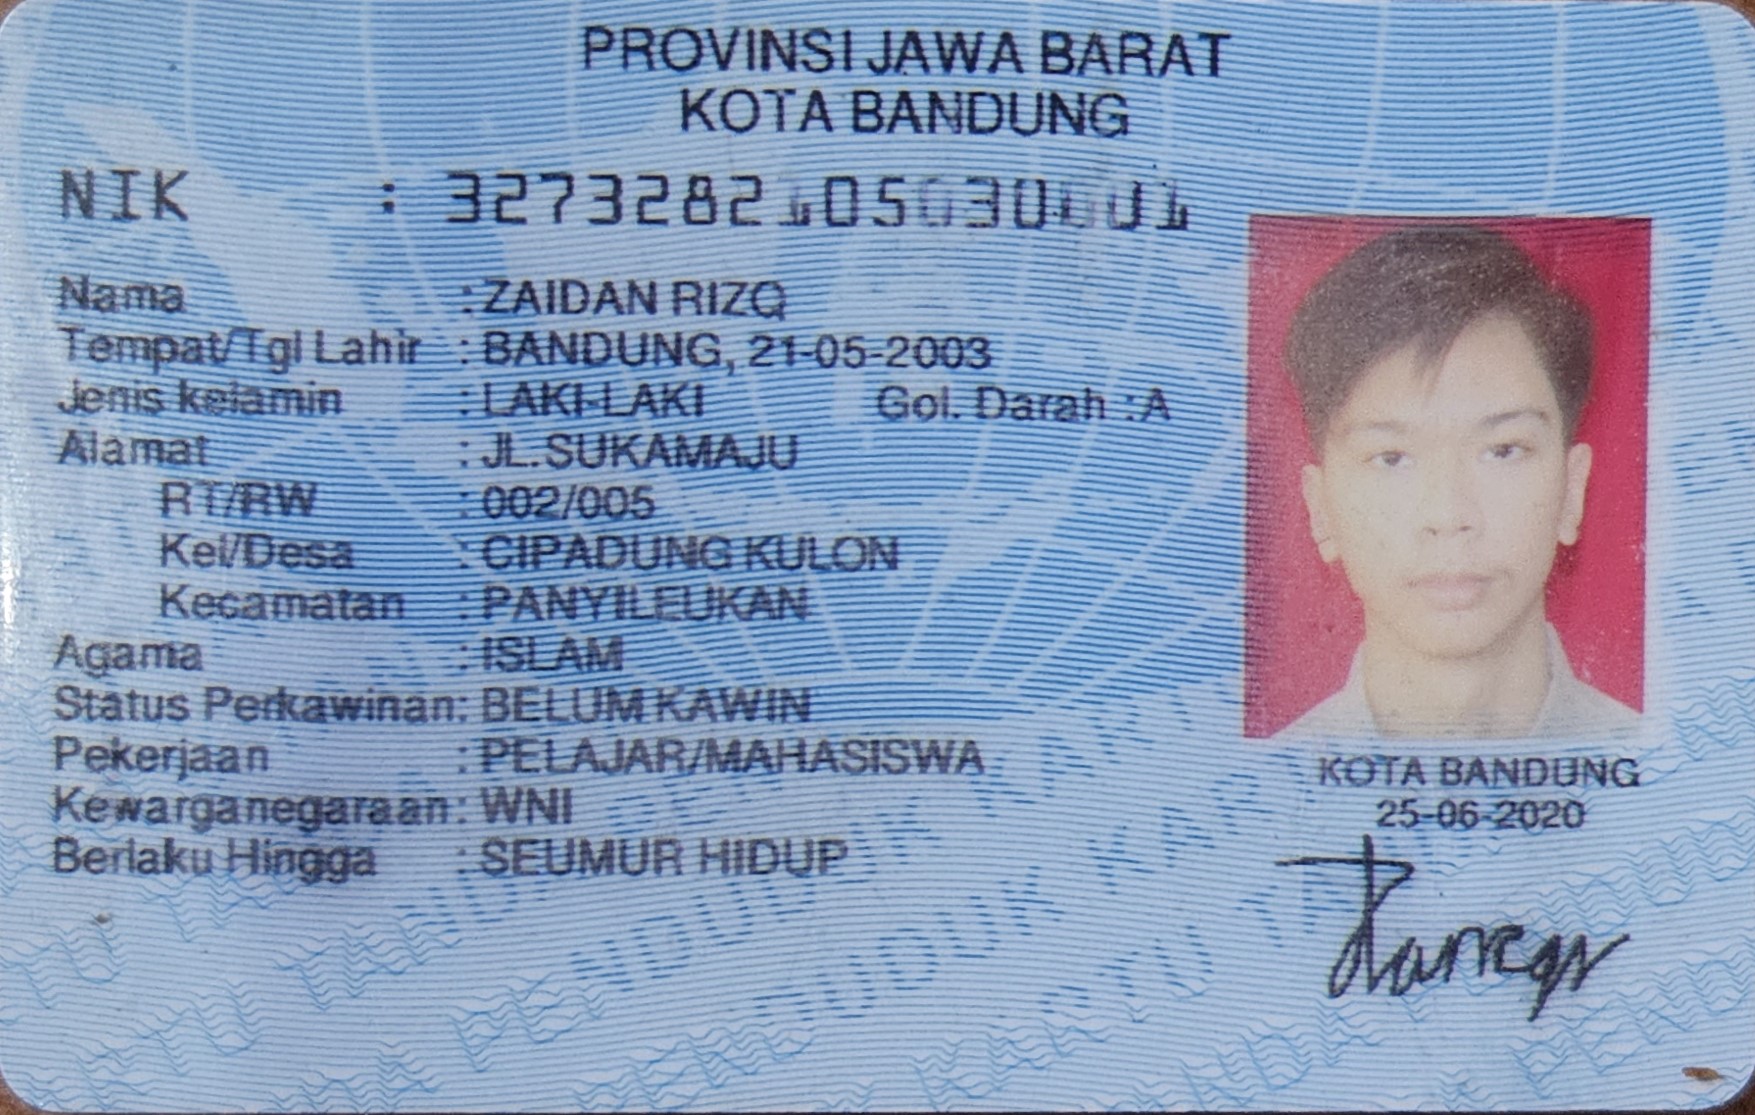 PROVINSI JAWA BARAT
KOTA BANDUNG
NIK : 3273282105030001
Nama : ZAIDAN RIZQ
Tempat/Tgl Lahir : BANDUNG, 21-05-2003
Jenis kelamin : LAKI-LAKI Gol. Darah : A
Alamat : JL.SUKAMAJU
RT/RW : 002/005
Kel/Desa : CIPADUNG KULON
Kecamatan : PANYILEUKAN
Agama : ISLAM
Status Perkawinan: BELUM KAWIN
Pekerjaan : PELAJAR/MAHASISWA
Kewarganegaraan: WNI
Berlaku Hingga : SEUMUR HIDUP
KOTA BANDUNG
25-06-2020